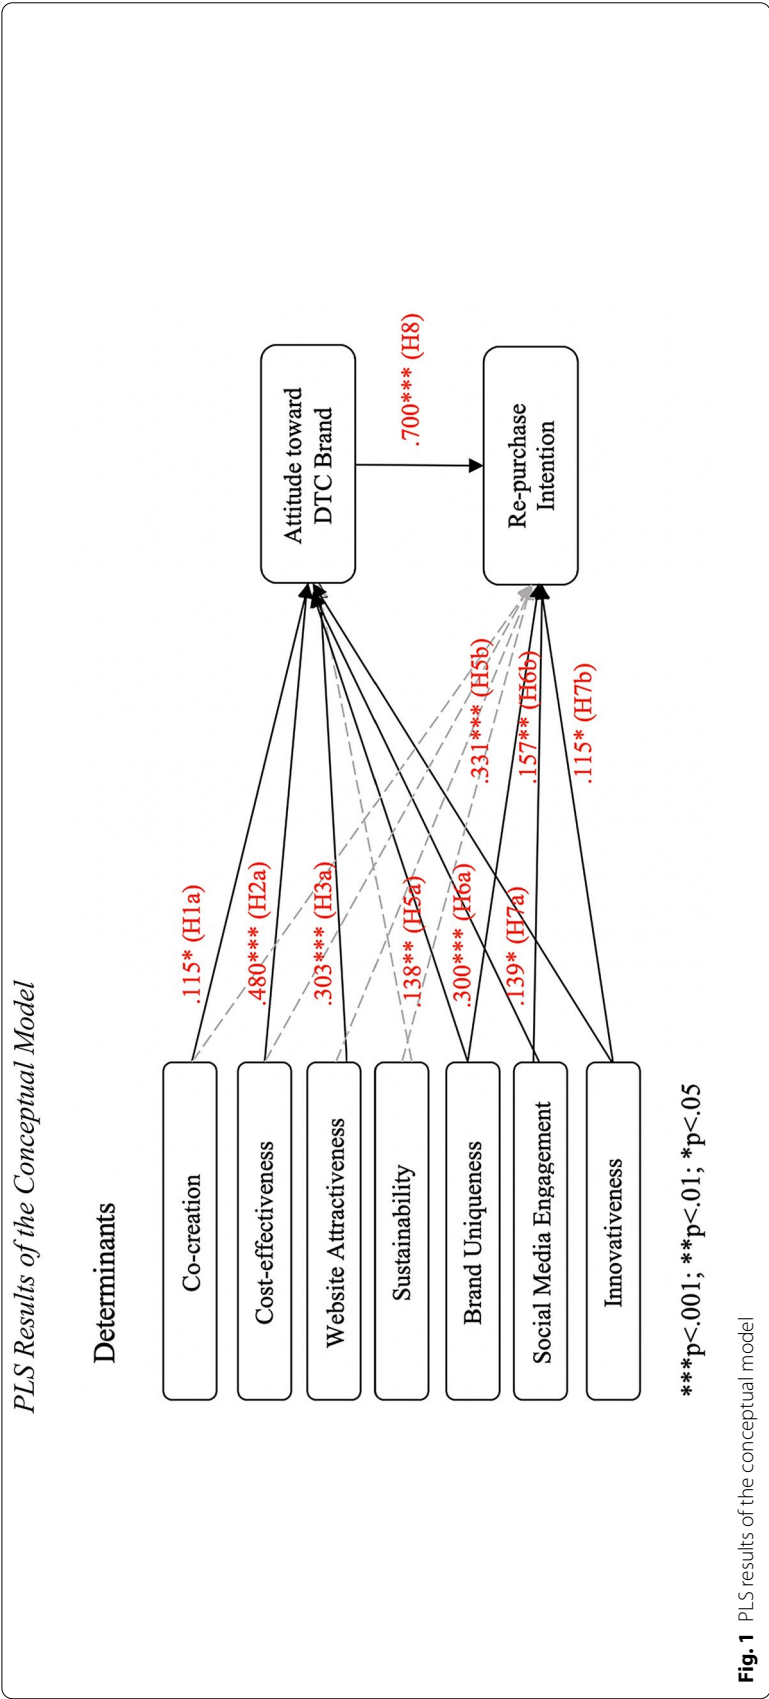 PLS Results of the Conceptual Model
Determinants
Co-creation
Cost-effectiveness
Website Attractiveness
Sustainability
Brand Uniqueness
Social Media Engagement
Innovativeness
.115* (H1a)
.480*** (H2a)
.303*** (H3a)
.138** (H5a)
.300*** (H6a)
.139* (H7a)
.331*** (H5b)
.157** (H6b)
.115* (H7b)
Attitude toward
DTC Brand
.700*** (H8)
Re-purchase
Intention
***p<.001; **p<.01; *p<.05
Fig. 1 PLS results of the conceptual model